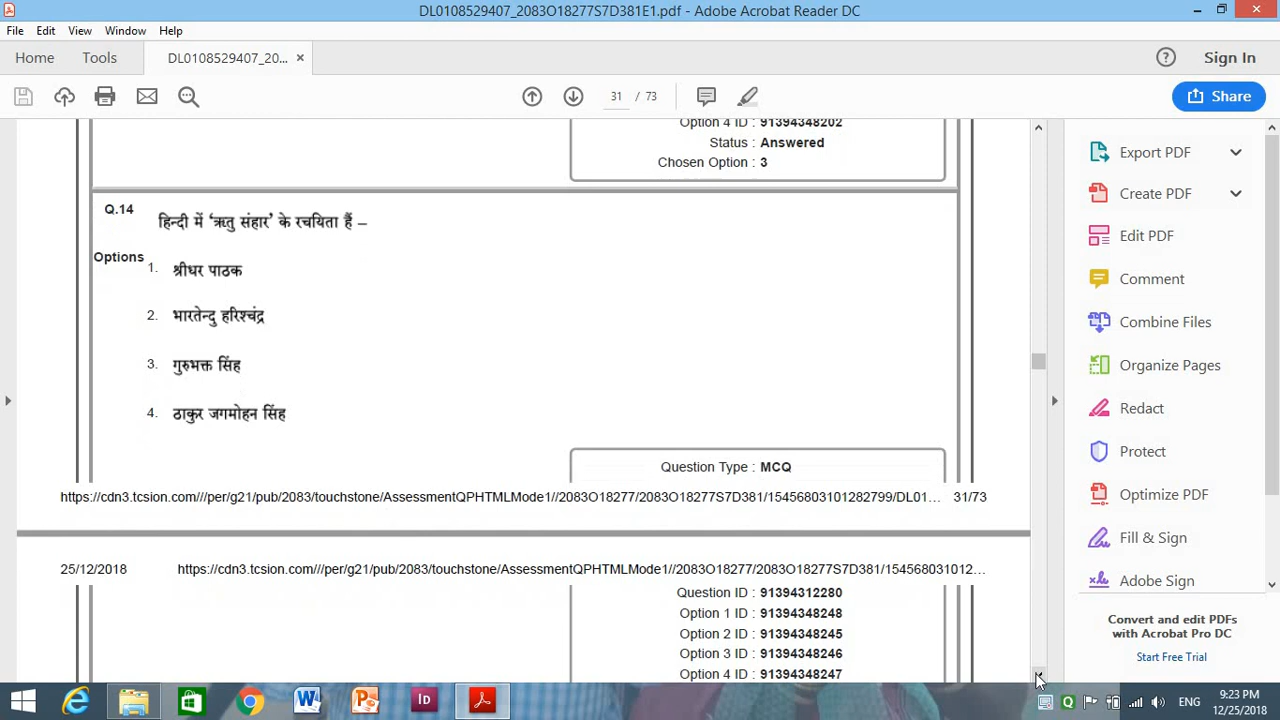 DL0108529407_2083O18277S7D381E1.pdf - Adobe Acrobat Reader DC
File Edit View Window Help
Home Tools DL0108529407_20... Sign In
31 / 73 Share
Option 4 ID : 91394348202
Status : Answered
Chosen Option : 3
Q.14 हिन्दी में ‘ऋतु संहार’ के रचयिता हैं –
Options
1. श्रीधर पाठक
2. भारतेन्दु हरिश्चंद्र
3. गुरुभक्त सिंह
4. ठाकुर जगमोहन सिंह
Question Type : MCQ
https://cdn3.tcsion.com///per/g21/pub/2083/touchstone/AssessmentQPHTMLMode1//2083O18277/2083O18277S7D381/15456803101282799/DL01... 31/73
25/12/2018 https://cdn3.tcsion.com///per/g21/pub/2083/touchstone/AssessmentQPHTMLMode1//2083O18277/2083O18277S7D381/154568031012...
Question ID : 91394312280
Option 1 ID : 91394348248
Option 2 ID : 91394348245
Option 3 ID : 91394348246
Option 4 ID : 91394348247
Export PDF
Create PDF
Edit PDF
Comment
Combine Files
Organize Pages
Redact
Protect
Optimize PDF
Fill & Sign
Adobe Sign
Convert and edit PDFs
with Acrobat Pro DC
Start Free Trial
ENG
9:23 PM
12/25/2018